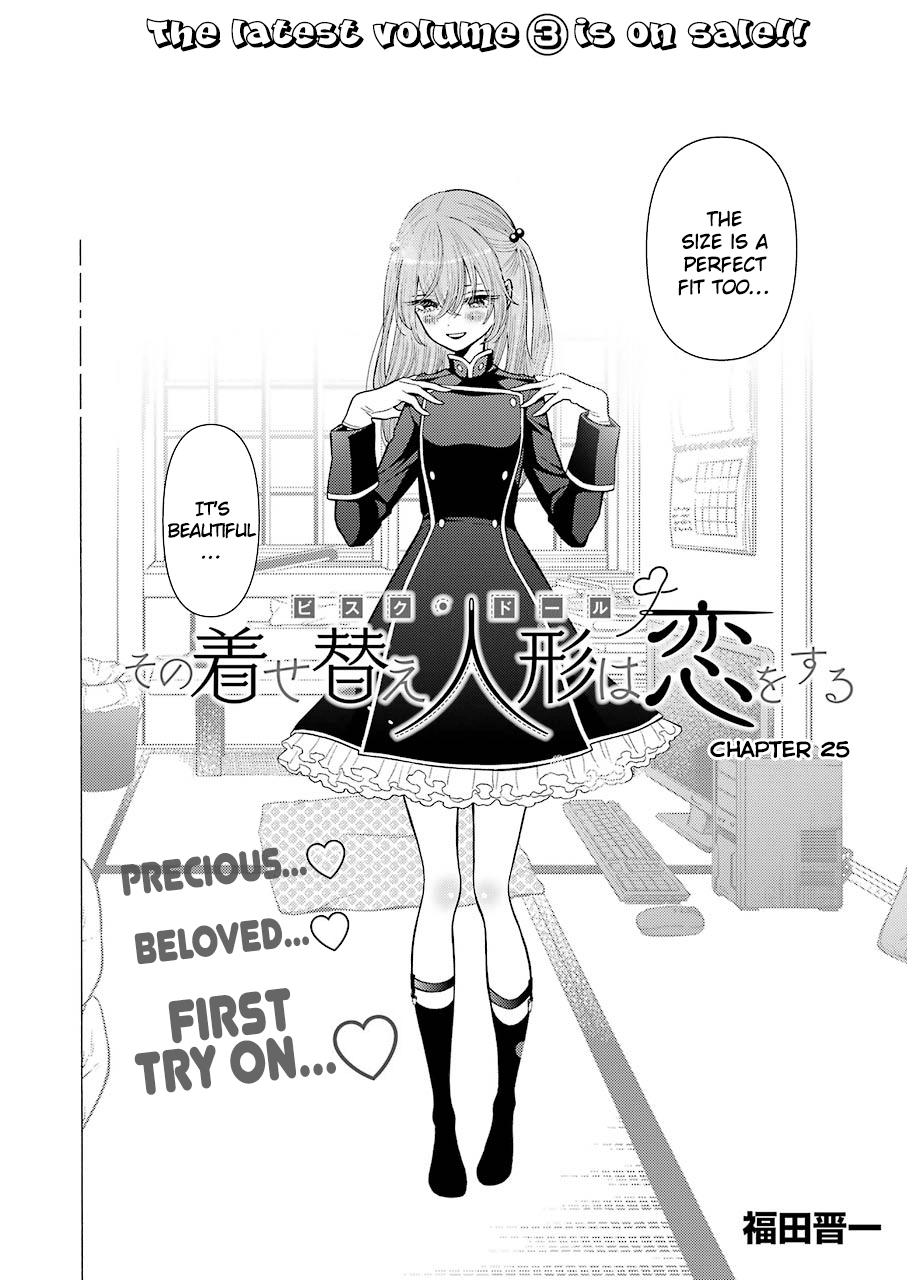 The latest volume ③ is on sale!!
THE
SIZE IS A
PERFECT
FIT TOO...
IT'S
BEAUTIFUL
...
ビスク・ドール
その着せ替え人形は恋をする
CHAPTER 25
PRECIOUS...♡
BELOVED...♡
FIRST
TRY ON...♡
福田晋一